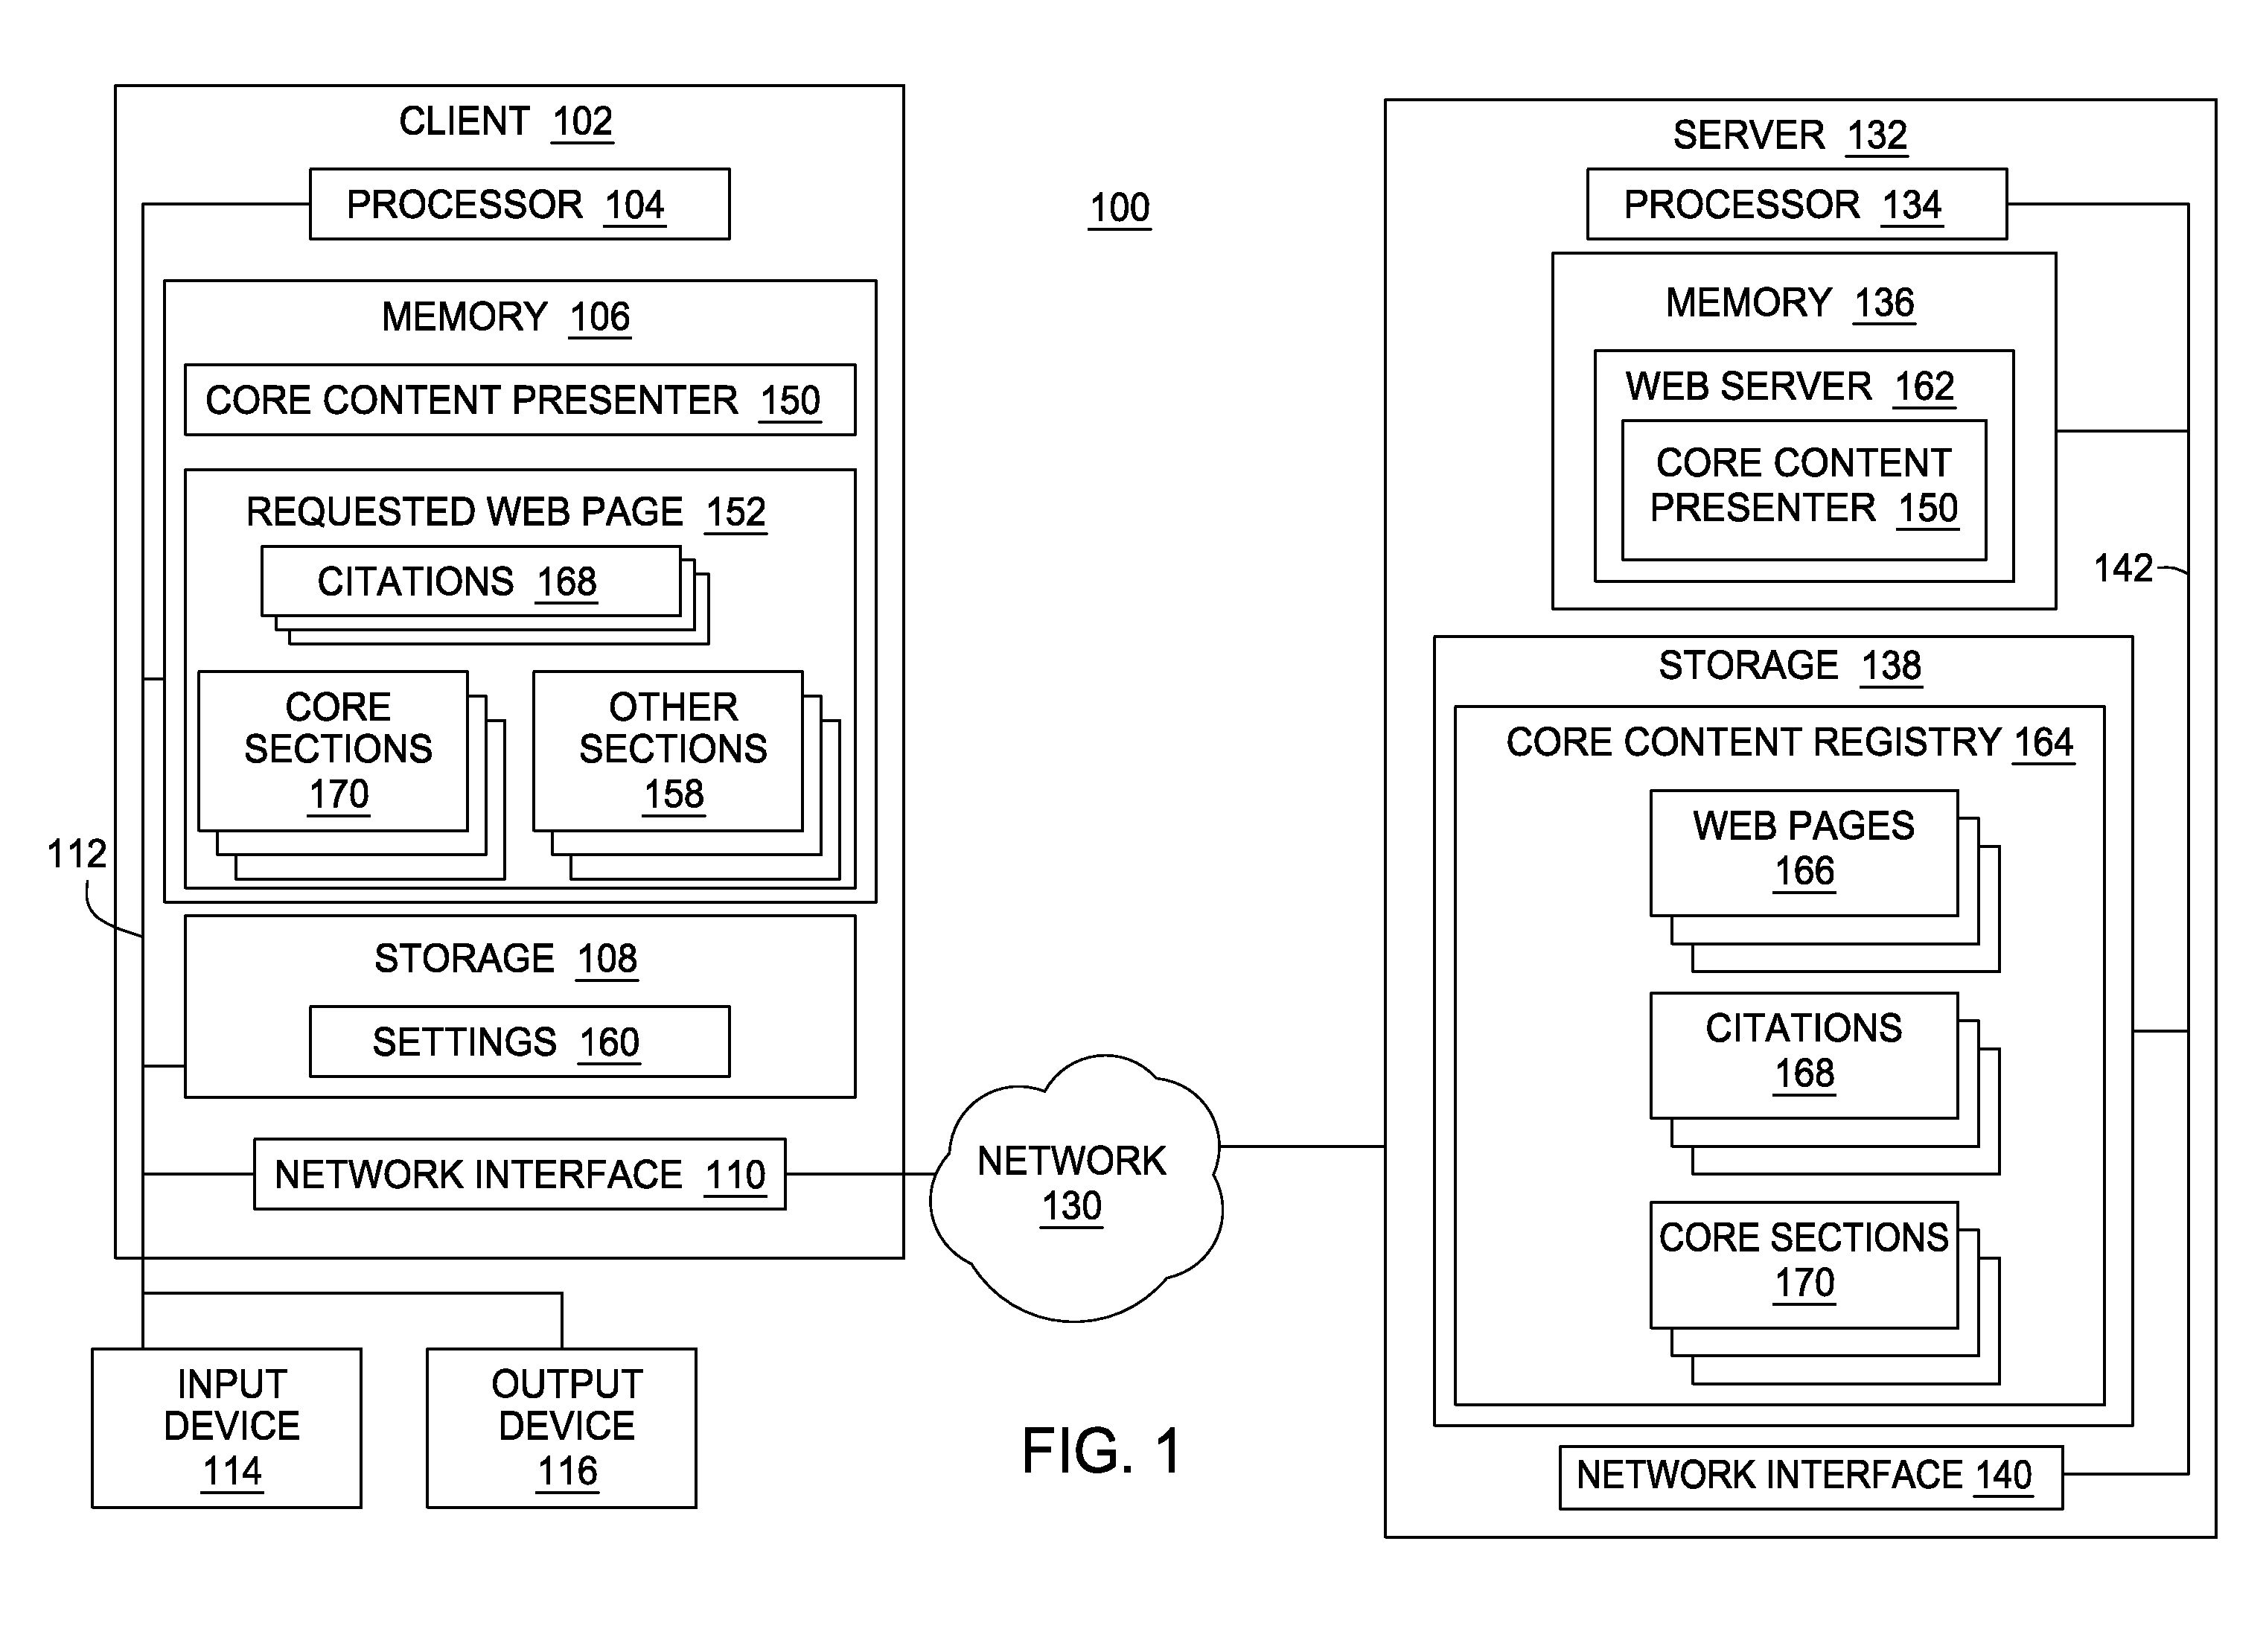 CLIENT 102
PROCESSOR 104
MEMORY 106
CORE CONTENT PRESENTER 150
REQUESTED WEB PAGE 152
CITATIONS 168
CORE
SECTIONS
170
OTHER
SECTIONS
158
112
STORAGE 108
SETTINGS 160
NETWORK INTERFACE 110
INPUT
DEVICE
114
OUTPUT
DEVICE
116
100
NETWORK
130
FIG. 1
SERVER 132
PROCESSOR 134
MEMORY 136
WEB SERVER 162
CORE CONTENT
PRESENTER 150
142
STORAGE 138
CORE CONTENT REGISTRY 164
WEB PAGES
166
CITATIONS
168
CORE SECTIONS
170
NETWORK INTERFACE 140